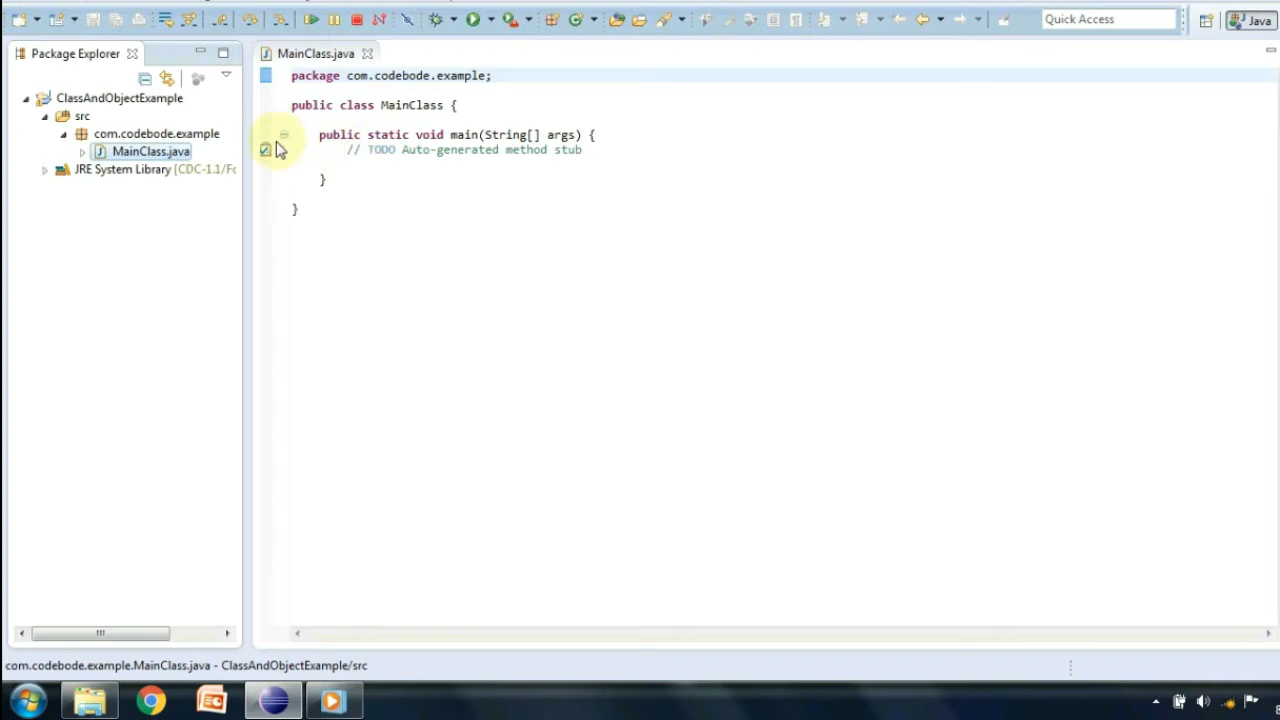 Quick Access
Java
Package Explorer
MainClass.java
ClassAndObjectExample
src
com.codebode.example
MainClass.java
JRE System Library [CDC-1.1/Fo
package com.codebode.example;
public class MainClass {
public static void main(String[] args) {
// TODO Auto-generated method stub
}
}
com.codebode.example.MainClass.java - ClassAndObjectExample/src